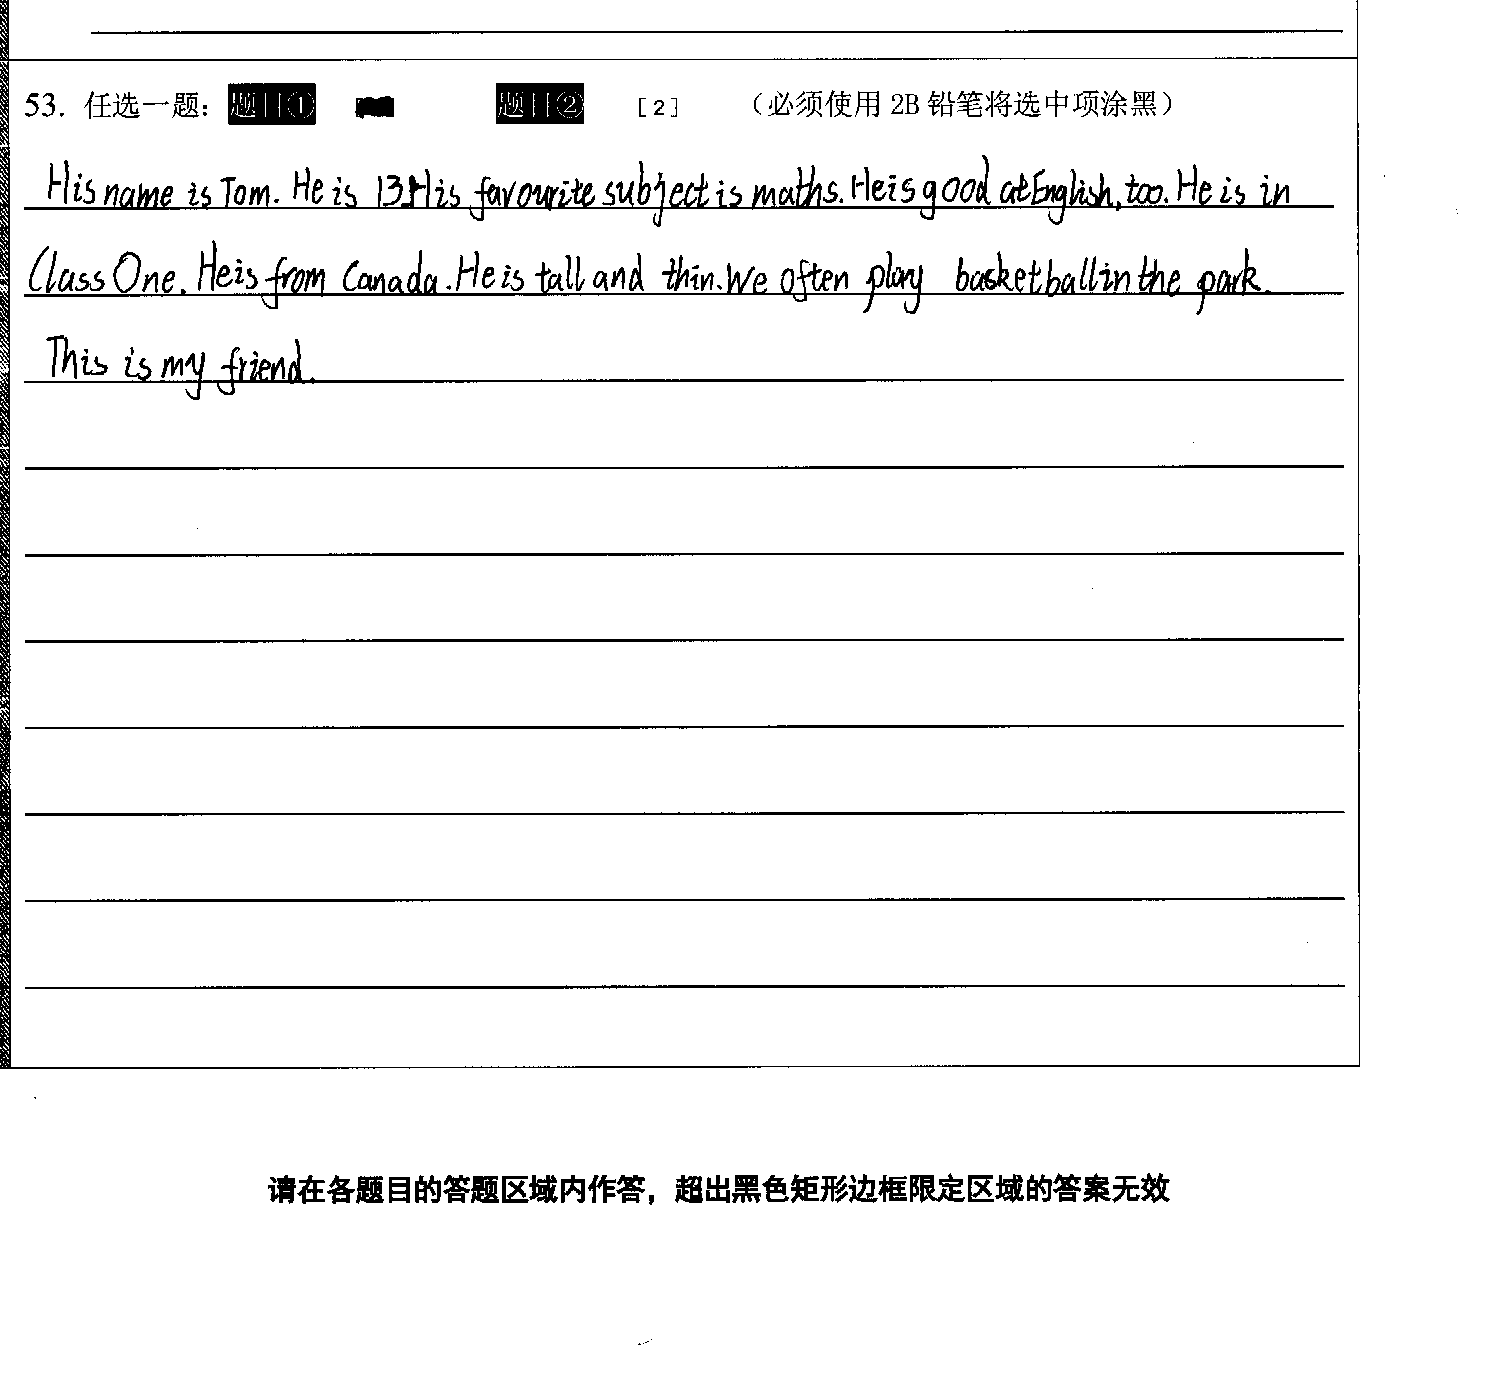 53. 任选一题： 题目① 题目② [2] （必须使用 2B 铅笔将选中项涂黑）
His name is Tom. He is 13. His favourite subject is maths. He is good at English, too. He is in
Class One. He is from Canada. He is tall and thin. We often play basketball in the park.
This is my friend.
请在各题目的答题区域内作答，超出黑色矩形边框限定区域的答案无效